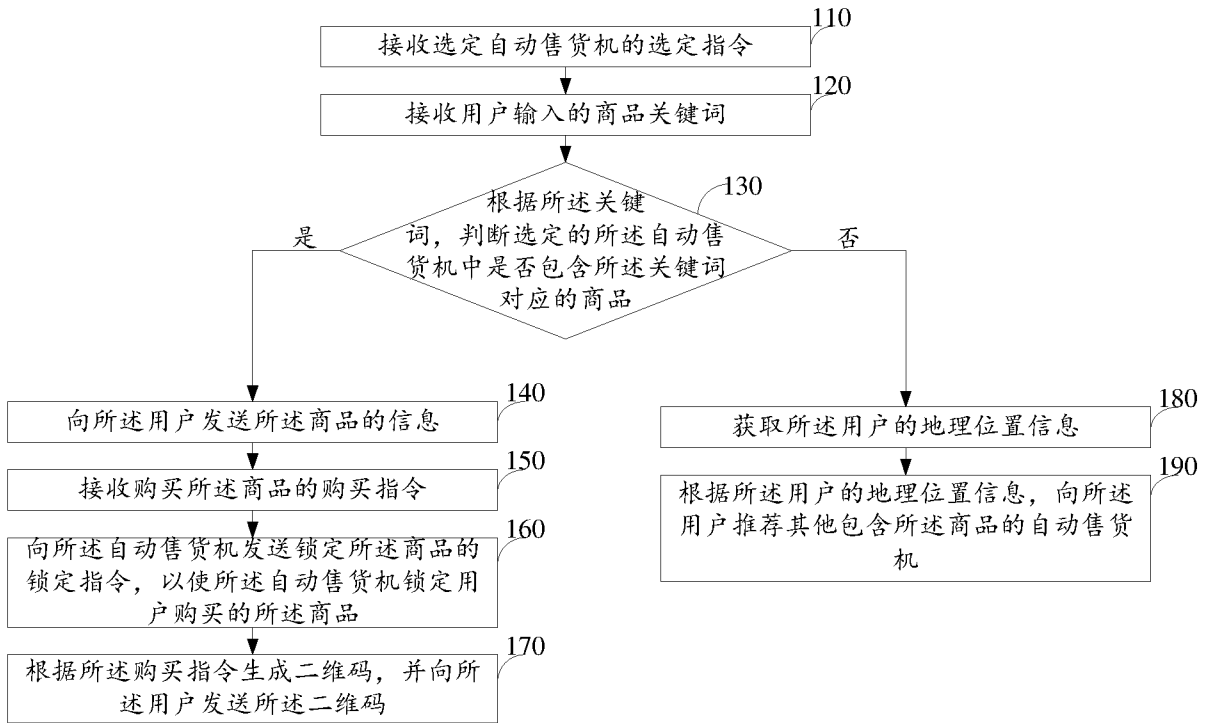 110
接收选定自动售货机的选定指令
120
接收用户输入的商品关键词
130
根据所述关键
词，判断选定的所述自动售
货机中是否包含所述关键词
对应的商品
是
否
140
向所述用户发送所述商品的信息
150
接收购买所述商品的购买指令
160
向所述自动售货机发送锁定所述商品的
锁定指令，以使所述自动售货机锁定用
户购买的所述商品
170
根据所述购买指令生成二维码，并向所
述用户发送所述二维码
180
获取所述用户的地理位置信息
190
根据所述用户的地理位置信息，向所述
用户推荐其他包含所述商品的自动售货
机